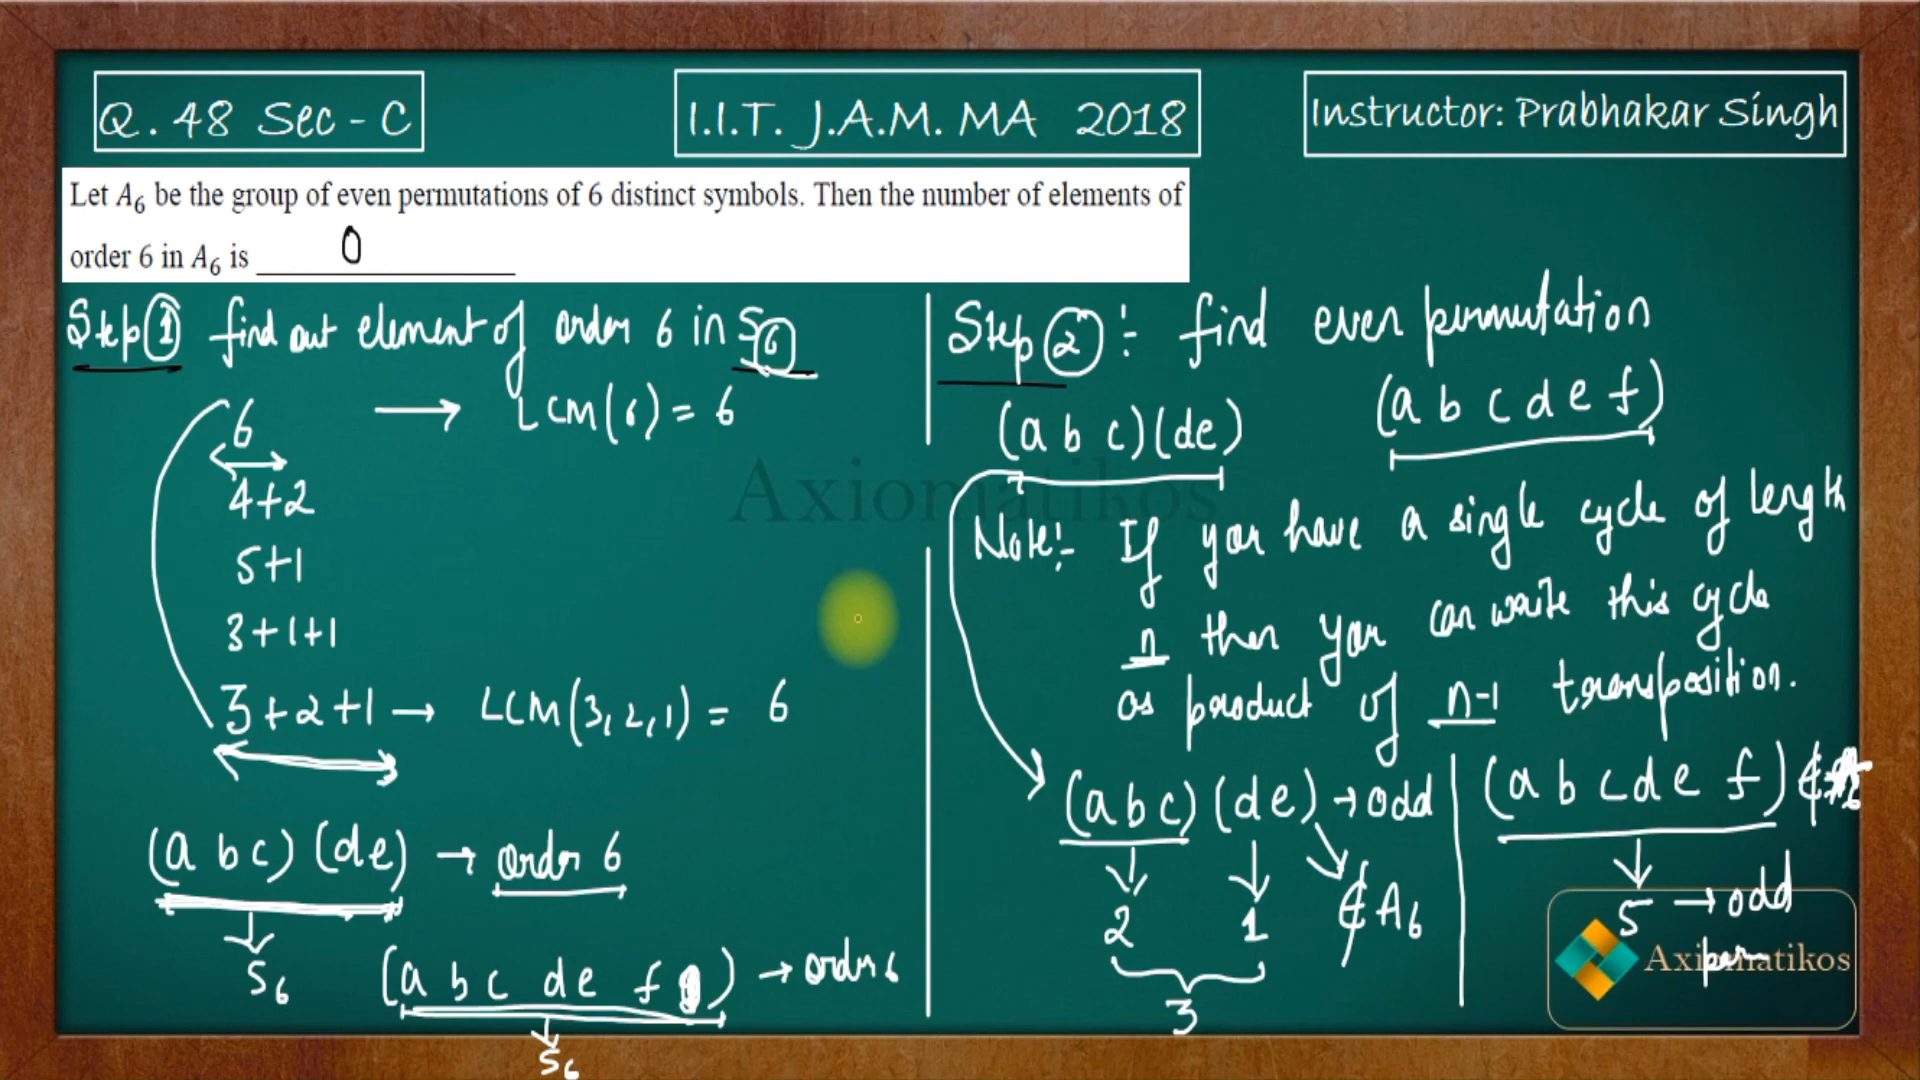 Q. 48 Sec - C
I.I.T. J.A.M. MA 2018
Instructor: Prabhakar Singh
Let A₆ be the group of even permutations of 6 distinct symbols. Then the number of elements of
order 6 in A₆ is 0
Step ① find out element of order 6 in S₆
6 → LCM(6) = 6
4+2
5+1
3+1+1
3+2+1 → LCM(3,2,1) = 6
(a b c) (d e) → order 6
S₆
(a b c d e f ) → order 6
S₆
Step ② :- find even permutation
(a b c) (d e) (a b c d e f)
Note:- If you have a single cycle of length
n then you can write this cycle
as product of n-1 transposition.
(a b c) (d e) → odd
2 1 ∉ A₆
3
(a b c d e f) ∉ A₆
5 → odd
per
Axiomatikos
Axiomatikos